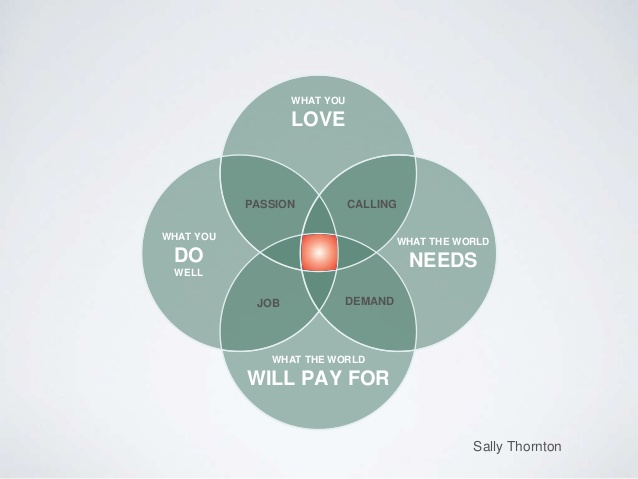 WHAT YOU
LOVE
PASSION
CALLING
WHAT YOU
DO
WELL
WHAT THE WORLD
NEEDS
JOB
DEMAND
WHAT THE WORLD
WILL PAY FOR
Sally Thornton